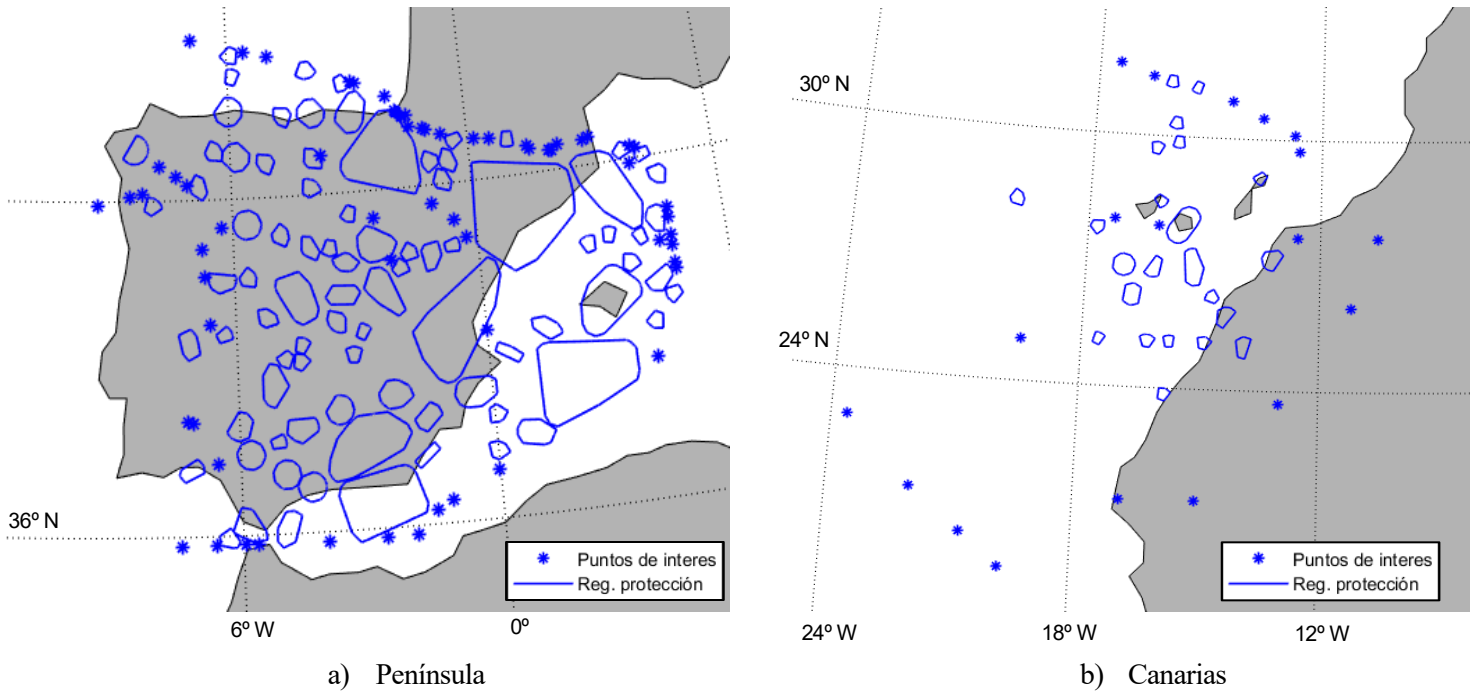 36º N
6º W
0º
Puntos de interes
Reg. protección
a) Península
30º N
24º N
24º W
18º W
12º W
Puntos de interes
Reg. protección
b) Canarias